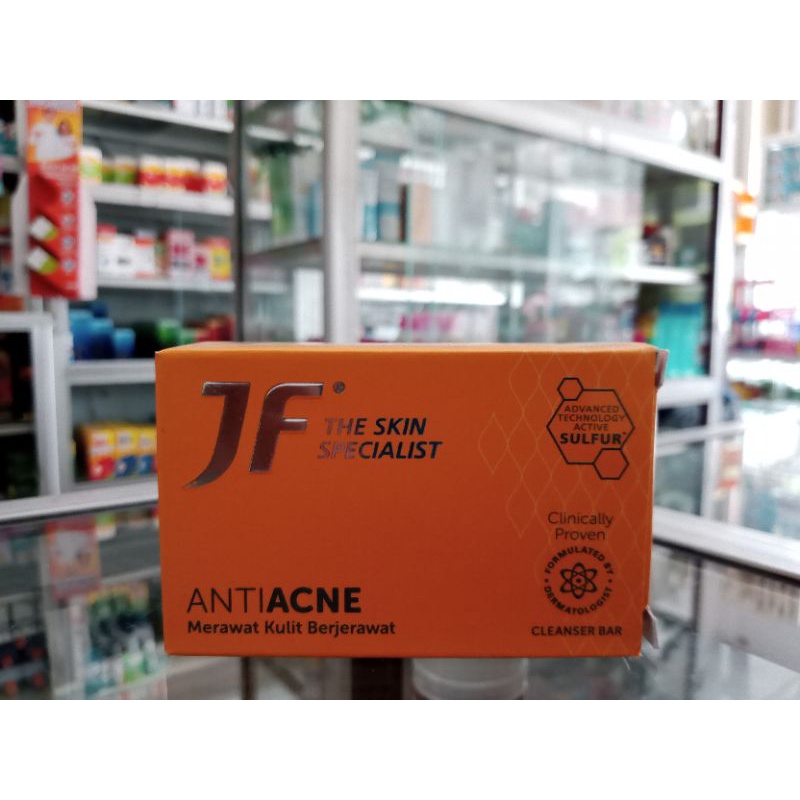 JF®
THE SKIN
SPECIALIST
ADVANCED
TECHNOLOGY
ACTIVE
SULFUR+
Clinically
Proven
FORMULATED BY
• DERMATOLOGIST •
ANTIACNE
Merawat Kulit Berjerawat
CLEANSER BAR